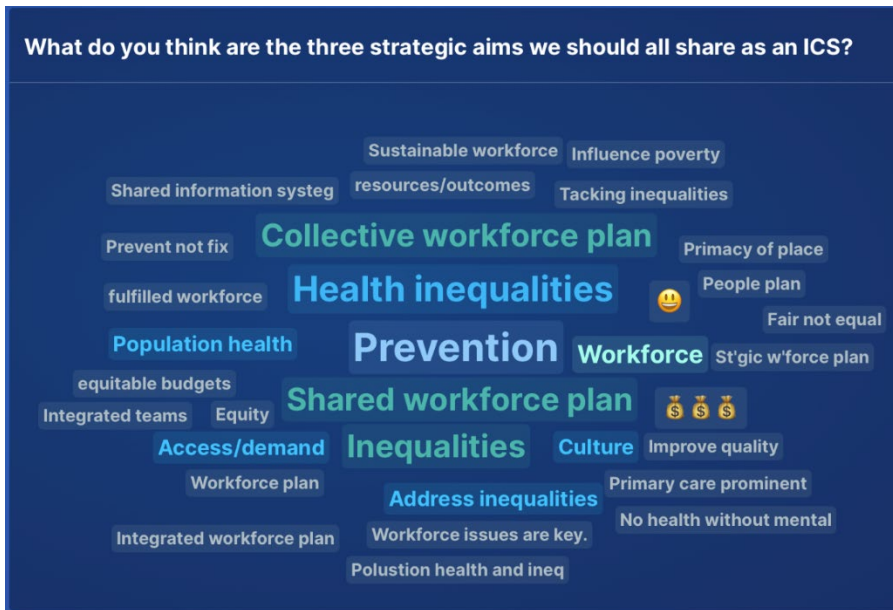 What do you think are the three strategic aims we should all share as an ICS?
Sustainable workforce
Influence poverty
Shared information systeg
resources/outcomes
Tacking inequalities
Collective workforce plan
Prevent not fix
Primacy of place
Health inequalities
People plan
fulfilled workforce
😃
Fair not equal
Population health
Prevention
Workforce
St'gic w'force plan
equitable budgets
Shared workforce plan
💰💰💰
Integrated teams
Equity
Access/demand
Inequalities
Culture
Improve quality
Workforce plan
Address inequalities
Primary care prominent
No health without mental
Integrated workforce plan
Workforce issues are key.
Polustion health and ineq